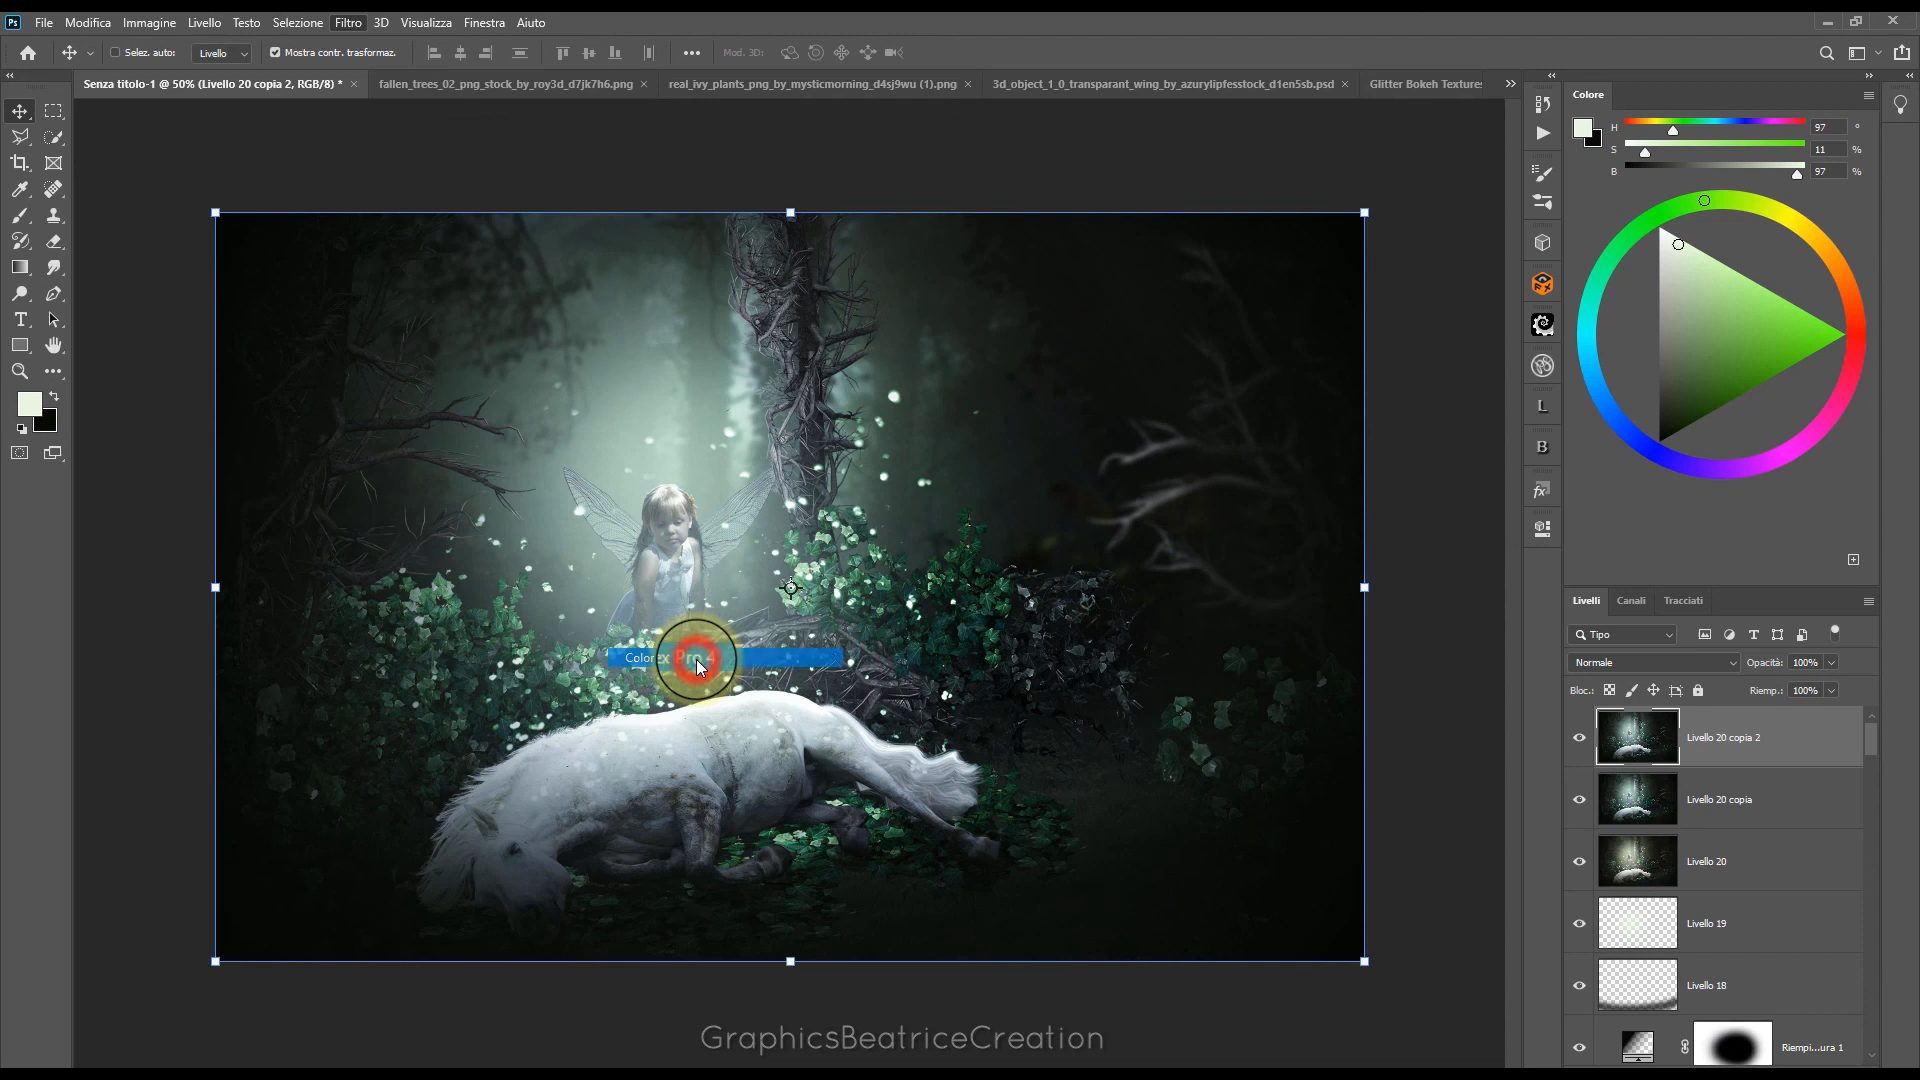 Ps File Modifica Immagine Livello Testo Selezione Filtro 3D Visualizza Finestra Aiuto
Selez. auto: Livello Mostra contr. trasformaz. Mod. 3D:
Senza titolo-1 @ 50% (Livello 20 copia 2, RGB/8) * fallen_trees_02_png_stock_by_roy3d_d7jk7h6.png real_ivy_plants_png_by_mysticmorning_d4sj9wu (1).png 3d_object_1_0_transparant_wing_by_azurylipfesstock_d1en5sb.psd Glitter Bokeh Textures
Colore
H 97 °
S 11 %
B 97 %
L
B
fx
Livelli Canali Tracciati
Tipo
Normale Opacità: 100%
Bloc.: Riemp.: 100%
Livello 20 copia 2
Livello 20 copia
Livello 20
Livello 19
Livello 18
Riempi...ura 1
GraphicsBeatriceCreation